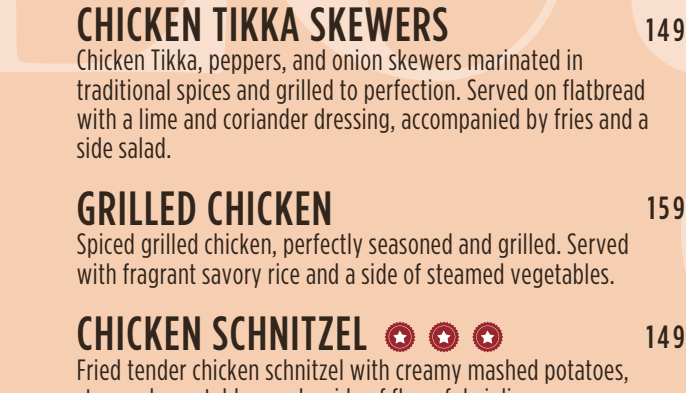 CHICKEN TIKKA SKEWERS 149
Chicken Tikka, peppers, and onion skewers marinated in
traditional spices and grilled to perfection. Served on flatbread
with a lime and coriander dressing, accompanied by fries and a
side salad.
GRILLED CHICKEN 159
Spiced grilled chicken, perfectly seasoned and grilled. Served
with fragrant savory rice and a side of steamed vegetables.
CHICKEN SCHNITZEL 149
Fried tender chicken schnitzel with creamy mashed potatoes,